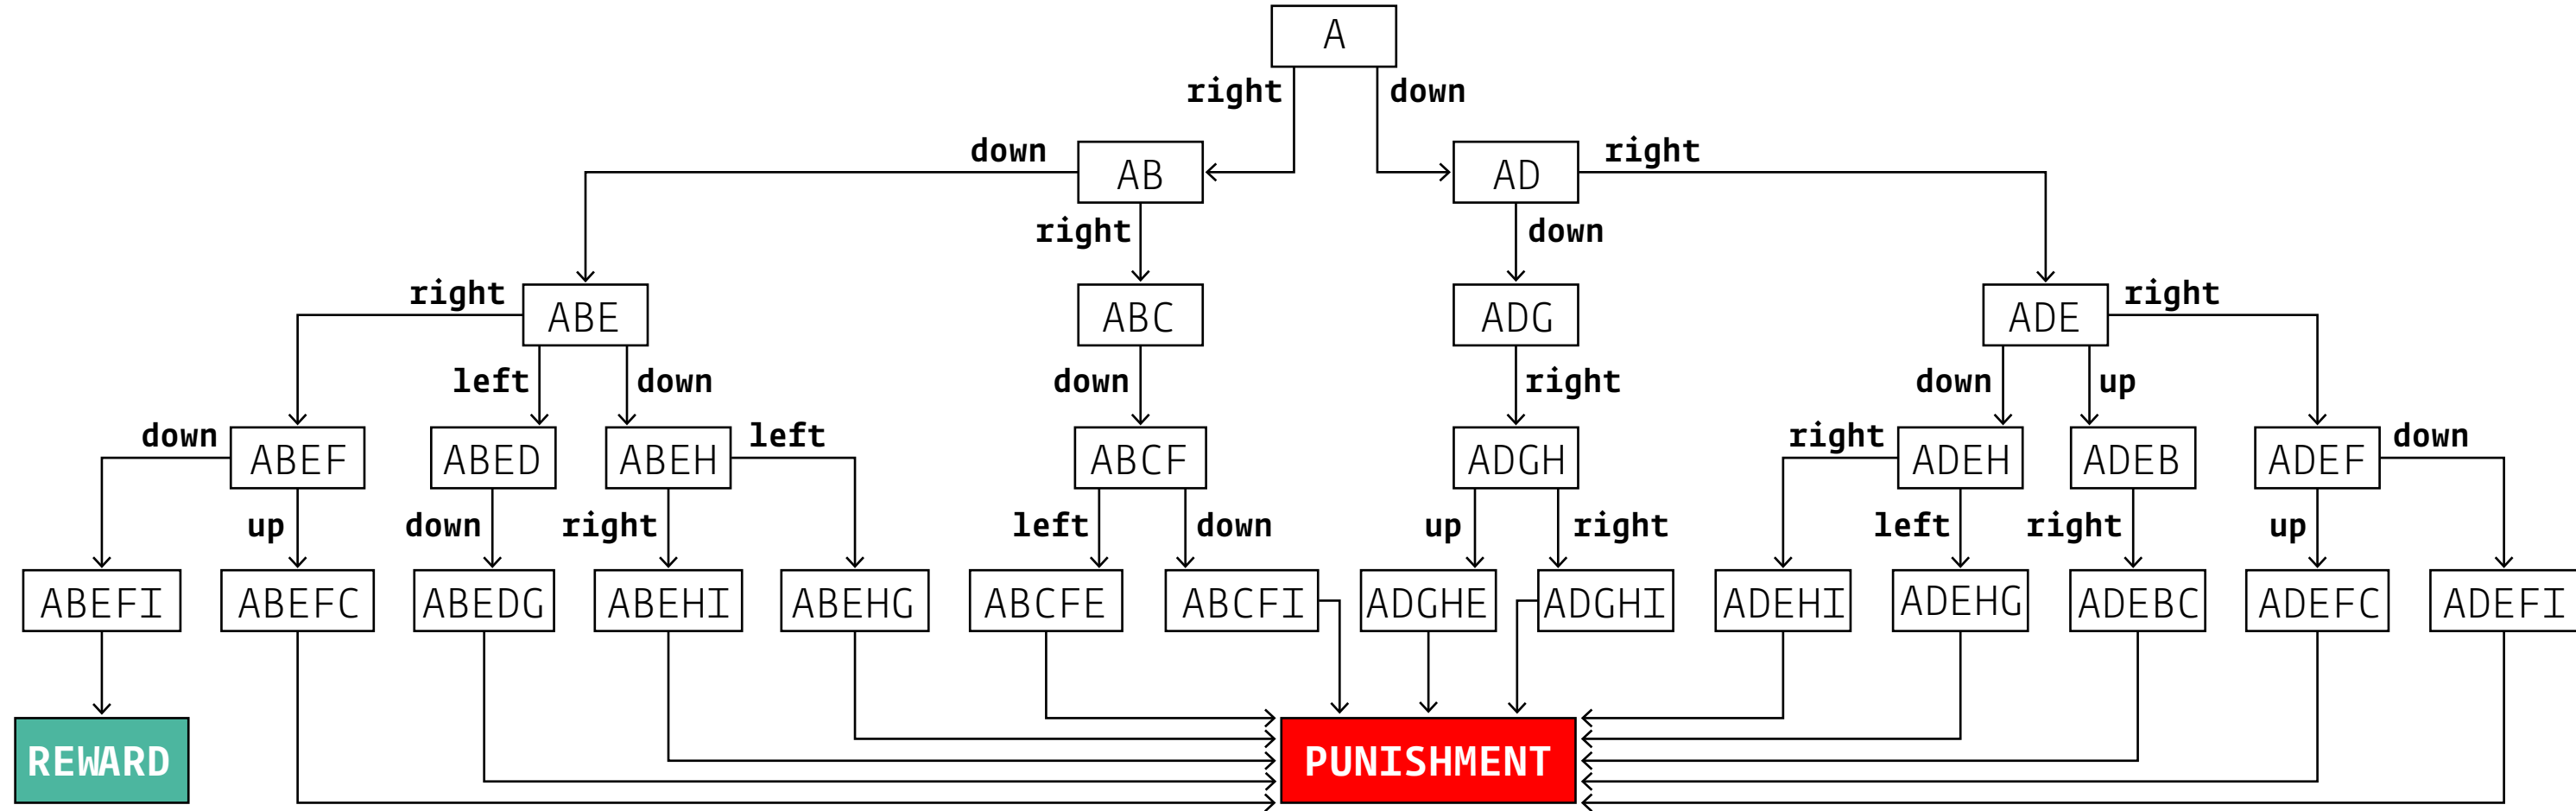 A
right down
down AB AD right
right down
right ABE ABC ADG ADE right
left down down right down up
down ABEF ABED ABEH left ABCF ADGH right ADEH ADEB ADEF down
up down right left down up right left right up
ABEFI ABEFC ABEDG ABEHI ABEHG ABCFE ABCFI ADGHE ADGHI ADEHI ADEHG ADEBC ADEFC ADEFI
REWARD PUNISHMENT